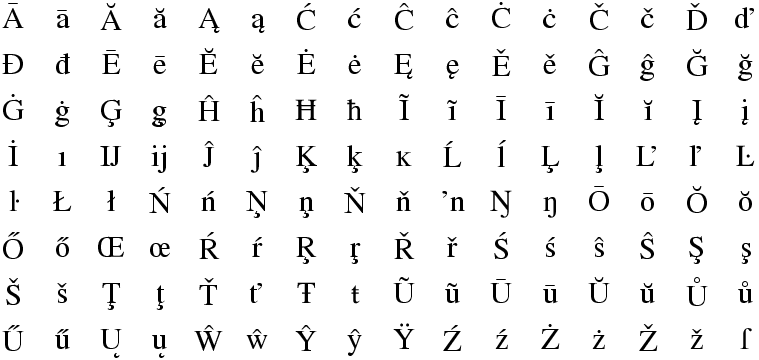 Ā ā Ă ă Ą ą Ć ć Ĉ ĉ Ċ ċ Č č Ď ď
Đ đ Ē ē Ĕ ĕ Ė ė Ę ę Ě ě Ĝ ĝ Ğ ğ
Ġ ġ Ģ ģ Ĥ ĥ Ħ ħ Ĩ ĩ Ī ī Ĭ ĭ Į į
İ ı Ĳ ĳ Ĵ ĵ Ķ ķ ĸ Ĺ ĺ Ļ ļ Ľ ľ Ŀ
ŀ Ł ł Ń ń Ņ ņ Ň ň ŉ Ŋ ŋ Ō ō Ŏ ŏ
Ő ő Œ œ Ŕ ŕ Ŗ ŗ Ř ř Ś ś ŝ Ŝ Ş ş
Š š Ţ ţ Ť ť Ŧ ŧ Ũ ũ Ū ū Ŭ ŭ Ů ů
Ű ű Ų ų Ŵ ŵ Ŷ ŷ Ÿ Ź ź Ż ż Ž ž ſ